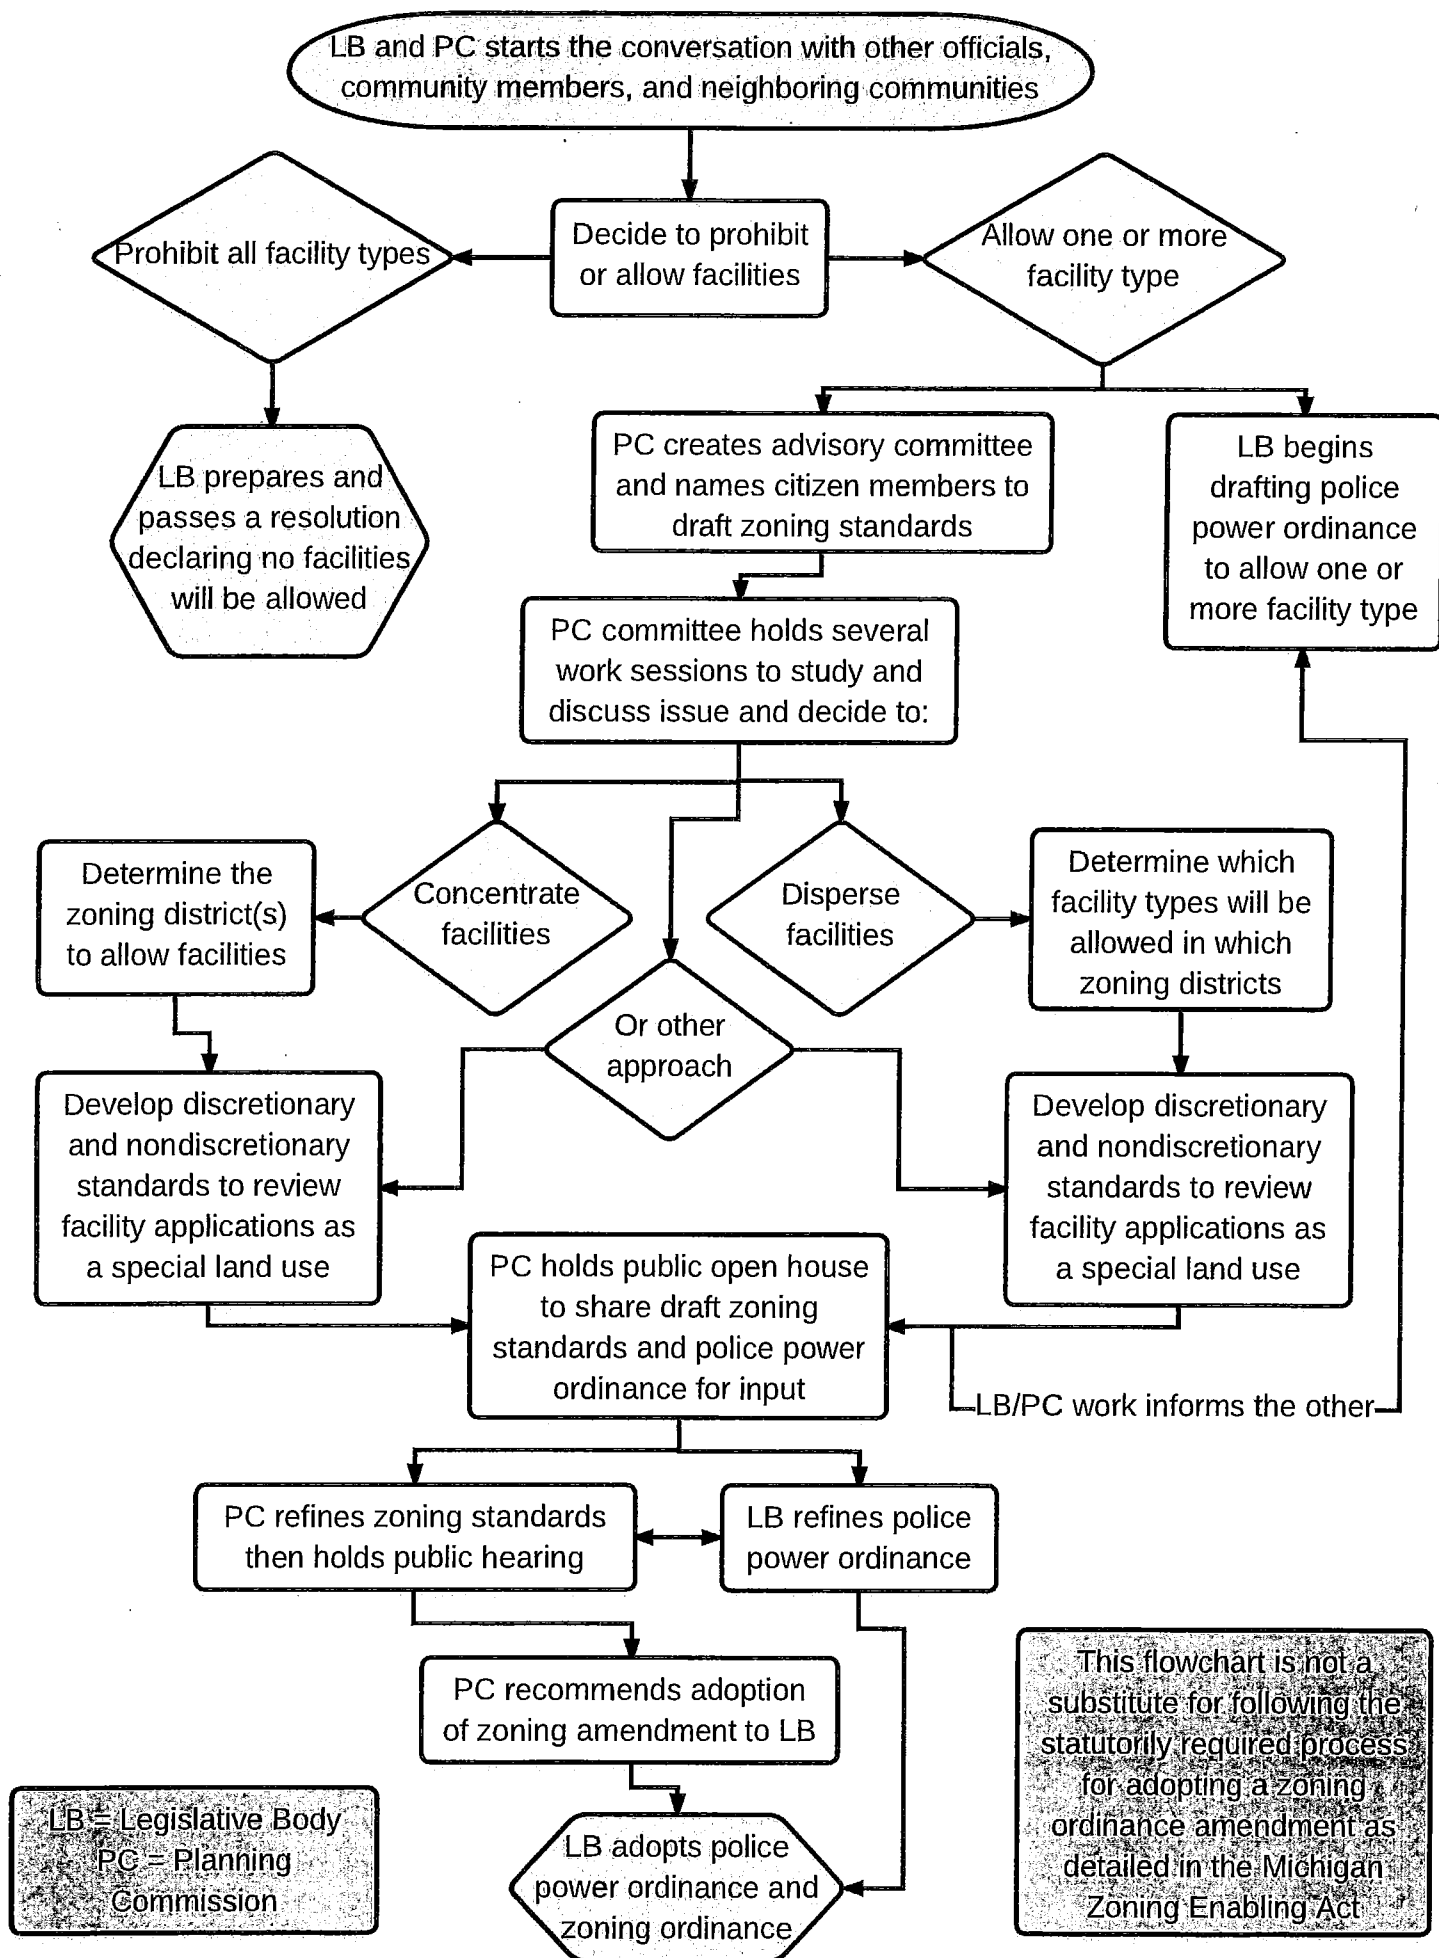 LB and PC starts the conversation with other officials,
community members, and neighboring communities
Prohibit all facility types
Decide to prohibit
or allow facilities
Allow one or more
facility type
LB prepares and
passes a resolution
declaring no facilities
will be allowed
PC creates advisory committee
and names citizen members to
draft zoning standards
LB begins
drafting police
power ordinance
to allow one or
more facility type
PC committee holds several
work sessions to study and
discuss issue and decide to:
Determine the
zoning district(s)
to allow facilities
Concentrate
facilities
Disperse
facilities
Determine which
facility types will be
allowed in which
zoning districts
Or other
approach
Develop discretionary
and nondiscretionary
standards to review
facility applications as
a special land use
Develop discretionary
and nondiscretionary
standards to review
facility applications as
a special land use
PC holds public open house
to share draft zoning
standards and police power
ordinance for input
LB/PC work informs the other
PC refines zoning standards
then holds public hearing
LB refines police
power ordinance
PC recommends adoption
of zoning amendment to LB
LB = Legislative Body
PC = Planning
Commission
LB adopts police
power ordinance and
zoning ordinance
This flowchart is not a
substitute for following the
statutorily required process
for adopting a zoning
ordinance amendment as
detailed in the Michigan
Zoning Enabling Act